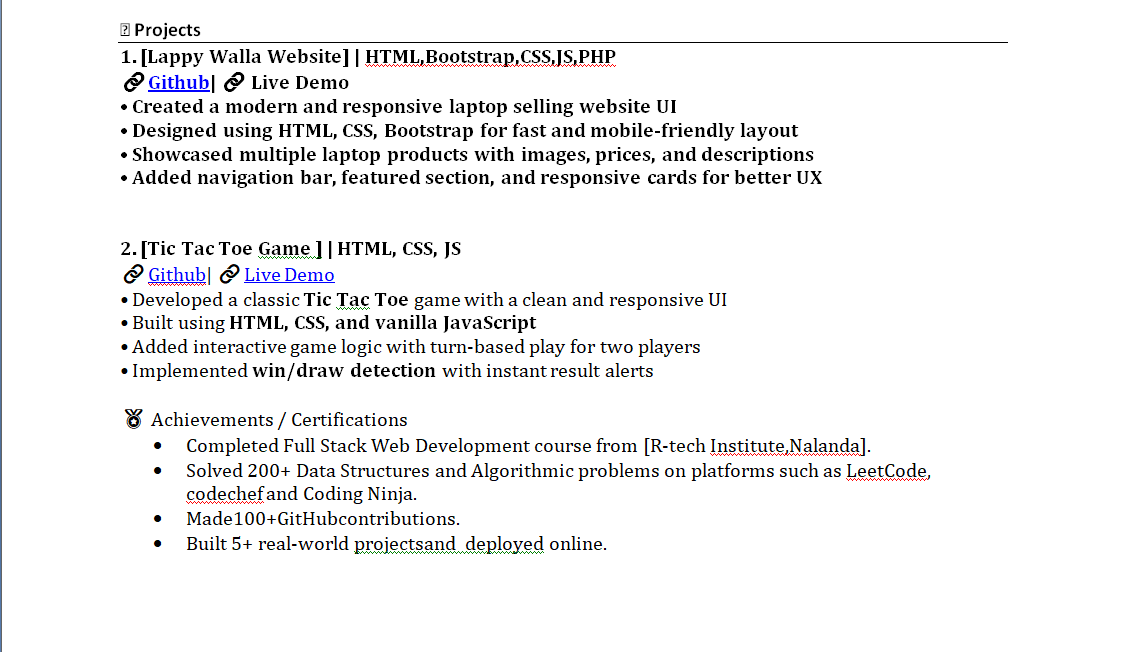 Projects
1. [Lappy Walla Website] | HTML,Bootstrap,CSS,JS,PHP
🔗 Github| 🔗 Live Demo
• Created a modern and responsive laptop selling website UI
• Designed using HTML, CSS, Bootstrap for fast and mobile-friendly layout
• Showcased multiple laptop products with images, prices, and descriptions
• Added navigation bar, featured section, and responsive cards for better UX
2. [Tic Tac Toe Game ] | HTML, CSS, JS
🔗 Github| 🔗 Live Demo
• Developed a classic Tic Tac Toe game with a clean and responsive UI
• Built using HTML, CSS, and vanilla JavaScript
• Added interactive game logic with turn-based play for two players
• Implemented win/draw detection with instant result alerts
🏅 Achievements / Certifications
• Completed Full Stack Web Development course from [R-tech Institute,Nalanda].
• Solved 200+ Data Structures and Algorithmic problems on platforms such as LeetCode,
codechef and Coding Ninja.
• Made100+GitHubcontributions.
• Built 5+ real-world projectsand deployed online.